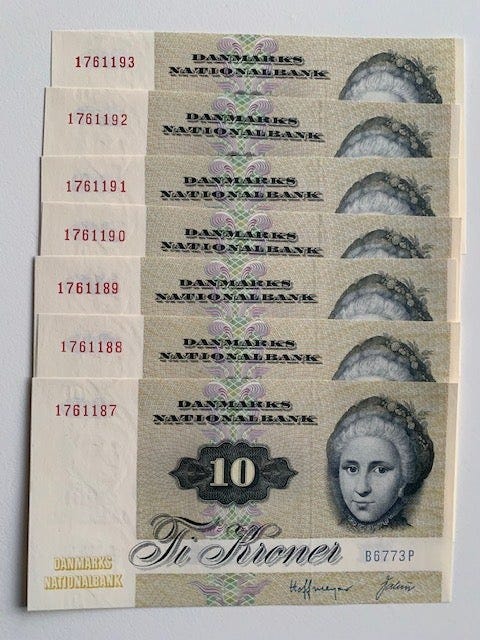 1761193
DANMARKS
NATIONALBANK
1761192
DANMARKS
NATIONALBANK
1761191
DANMARKS
NATIONALBANK
1761190
DANMARKS
NATIONALBANK
1761189
DANMARKS
NATIONALBANK
1761188
DANMARKS
NATIONALBANK
1761187
DANMARKS
NATIONALBANK
10
Ti Kroner
B6773P
DANMARKS
NATIONALBANK
Hoffmeyer